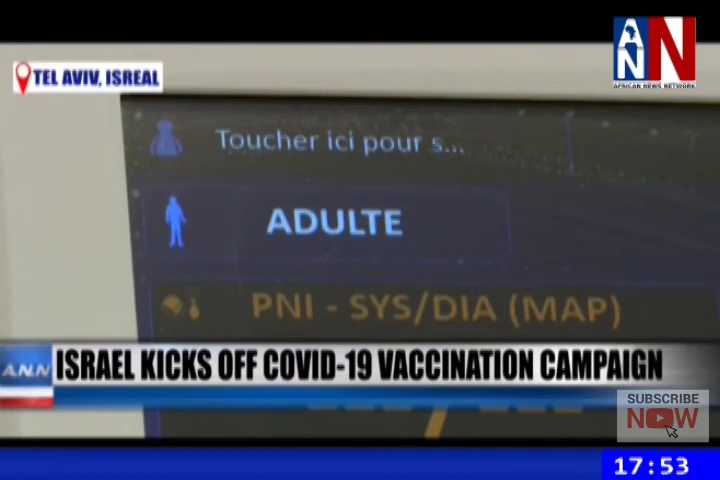 ANN
AFRICAN NEWS NETWORK
TEL AVIV, ISREAL
Toucher ici pour s...
ADULTE
PNI - SYS/DIA (MAP)
A.N.N
ISRAEL KICKS OFF COVID-19 VACCINATION CAMPAIGN
SUBSCRIBE
NOW
17:53